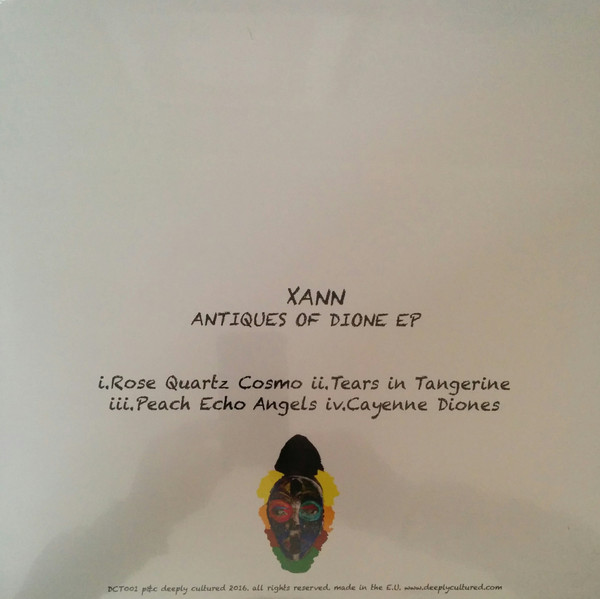 XANN
ANTIQUES OF DIONE EP
i.Rose Quartz Cosmo ii.Tears in Tangerine
iii.Peach Echo Angels iv.Cayenne Diones
DCT001 p&c deeply cultured 2016. all rights reserved. made in the E.U. www.deeplycultured.com